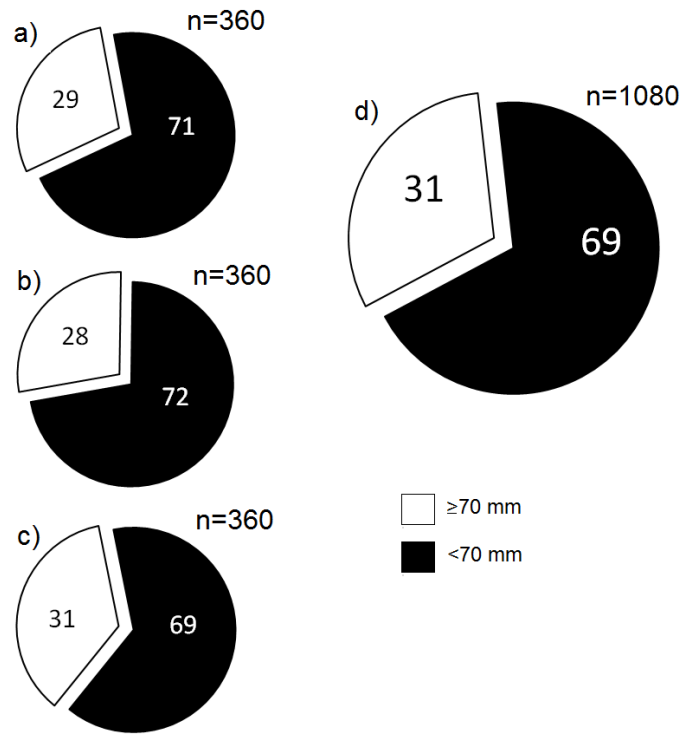 a)
n=360
29
71
b)
n=360
28
72
c)
n=360
31
69
d)
n=1080
31
69
≥70 mm
<70 mm